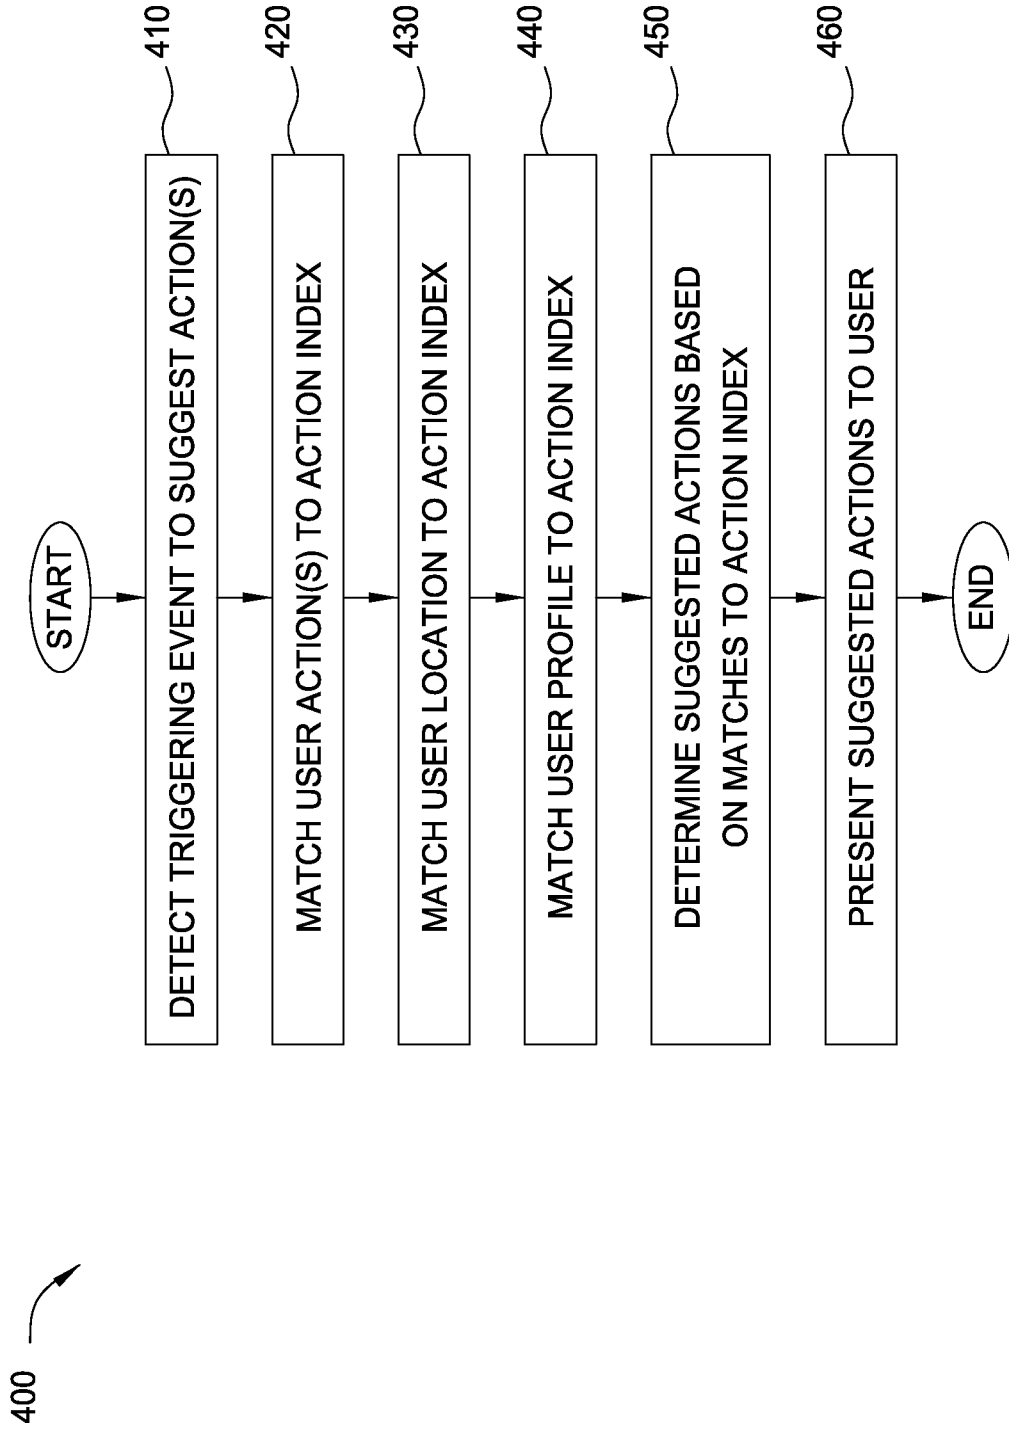 400
START
DETECT TRIGGERING EVENT TO SUGGEST ACTION(S)
410
MATCH USER ACTION(S) TO ACTION INDEX
420
MATCH USER LOCATION TO ACTION INDEX
430
MATCH USER PROFILE TO ACTION INDEX
440
DETERMINE SUGGESTED ACTIONS BASED
ON MATCHES TO ACTION INDEX
450
PRESENT SUGGESTED ACTIONS TO USER
460
END